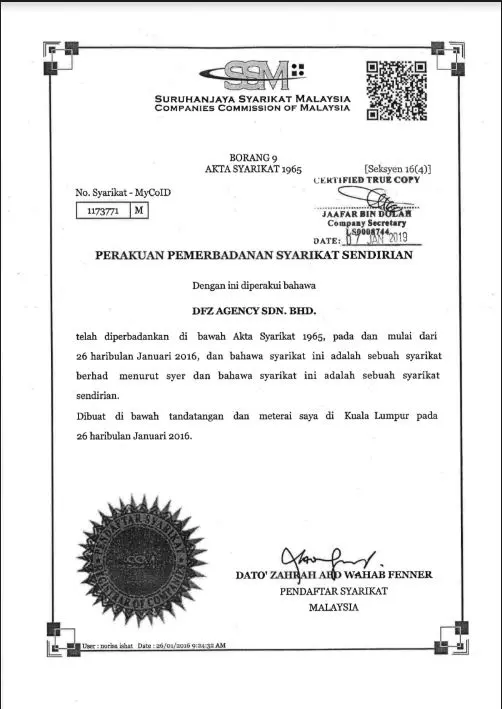 SSM
SURUHANJAYA SYARIKAT MALAYSIA
COMPANIES COMMISSION OF MALAYSIA
BORANG 9
AKTA SYARIKAT 1965
[Seksyen 16(4)]
CERTIFIED TRUE COPY
No. Syarikat - MyCoID
1173771 M
JAAFAR BIN DOLAH
Company Secretary
LS0008744
DATE: 07 JAN 2019
PERAKUAN PEMERBADANAN SYARIKAT SENDIRIAN
Dengan ini diperakui bahawa
DFZ AGENCY SDN. BHD.
telah diperbadankan di bawah Akta Syarikat 1965, pada dan mulai dari
26 haribulan Januari 2016, dan bahawa syarikat ini adalah sebuah syarikat
berhad menurut syer dan bahawa syarikat ini adalah sebuah syarikat
sendirian.
Dibuat di bawah tandatangan dan meterai saya di Kuala Lumpur pada
26 haribulan Januari 2016.
PENDAFTAR SYARIKAT
SSM
REGISTRAR OF COMPANIES
DATO' ZAHRAH ABD WAHAB FENNER
PENDAFTAR SYARIKAT
MALAYSIA
User : norisa ishat Date : 26/01/2016 9:24:32 AM